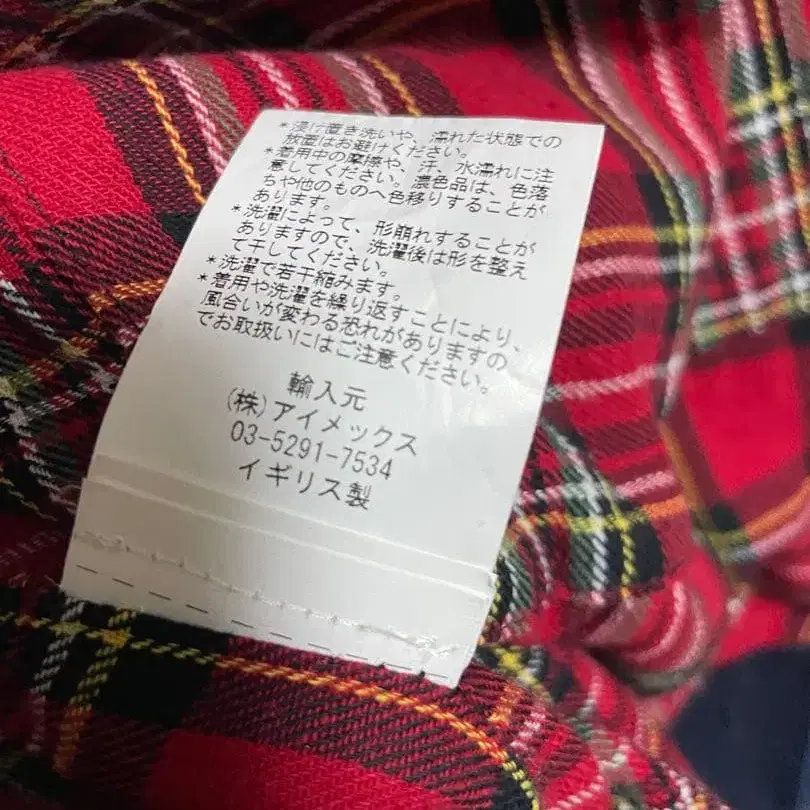 *浸け置き洗いや、濡れた状態での
放置はお避けください。
*着用中の摩擦や、汗、水濡れに注
意してください。濃色品は、色落
ちや他のものへ色移りすることが
あります。
*洗濯によって、形崩れすることが
ありますので、洗濯後は形を整え
て干してください。
*洗濯で若干縮みます。
*着用や洗濯を繰り返すことにより、
風合いが変わる恐れがありますの
でお取扱いにはご注意ください。
輸入元
(株)アイメックス
03-5291-7534
イギリス製